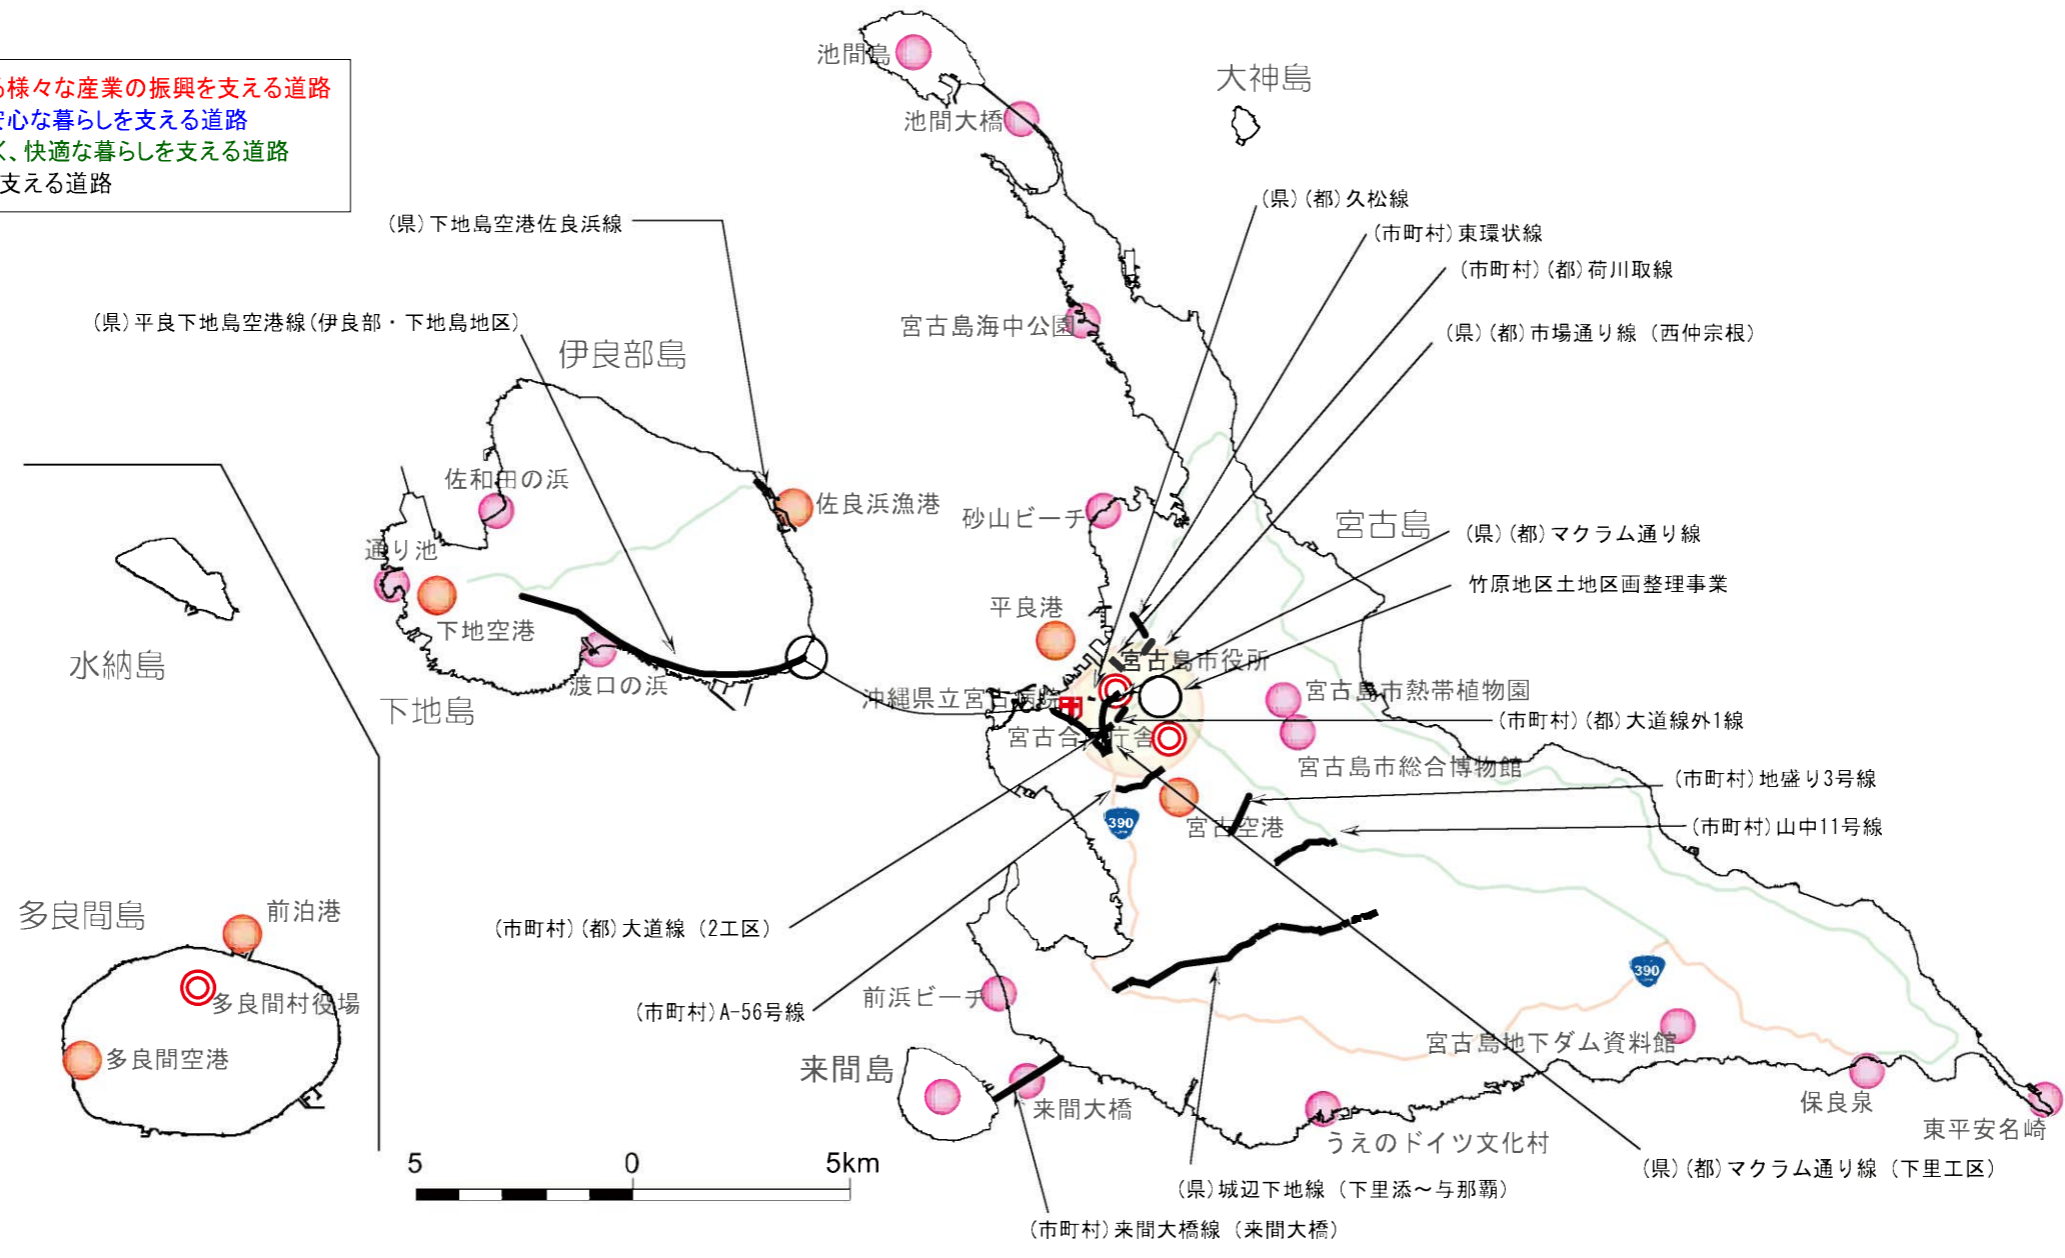 る様々な産業の振興を支える道路
安心な暮らしを支える道路
く、快適な暮らしを支える道路
支える道路
池間島
大神島
池間大橋
(県)(都)久松線
(県)下地島空港佐良浜線
(市町村)東環状線
(市町村)(都)荷川取線
(県)平良下地島空港線(伊良部・下地島地区)
宮古島海中公園
(県)(都)市場通り線 (西仲宗根)
伊良部島
佐和田の浜
佐良浜漁港
砂山ビーチ
宮古島
(県)(都)マクラム通り線
通り池
竹原地区土地区画整理事業
平良港
下地空港
水納島
宮古島市役所
渡口の浜
沖縄県立宮古病院
宮古島市熱帯植物園
下地島
(市町村)(都)大道線外1線
宮古合同庁舎
宮古島市総合博物館
(市町村)地盛り3号線
390
宮古空港
(市町村)山中11号線
多良間島
前泊港
(市町村)(都)大道線 (2工区)
390
多良間村役場
前浜ビーチ
(市町村)A-56号線
宮古島地下ダム資料館
多良間空港
来間島
来間大橋
保良泉
東平安名崎
うえのドイツ文化村
5 0 5km
(県)(都)マクラム通り線 (下里工区)
(県)城辺下地線 (下里添~与那覇)
(市町村)来間大橋線 (来間大橋)